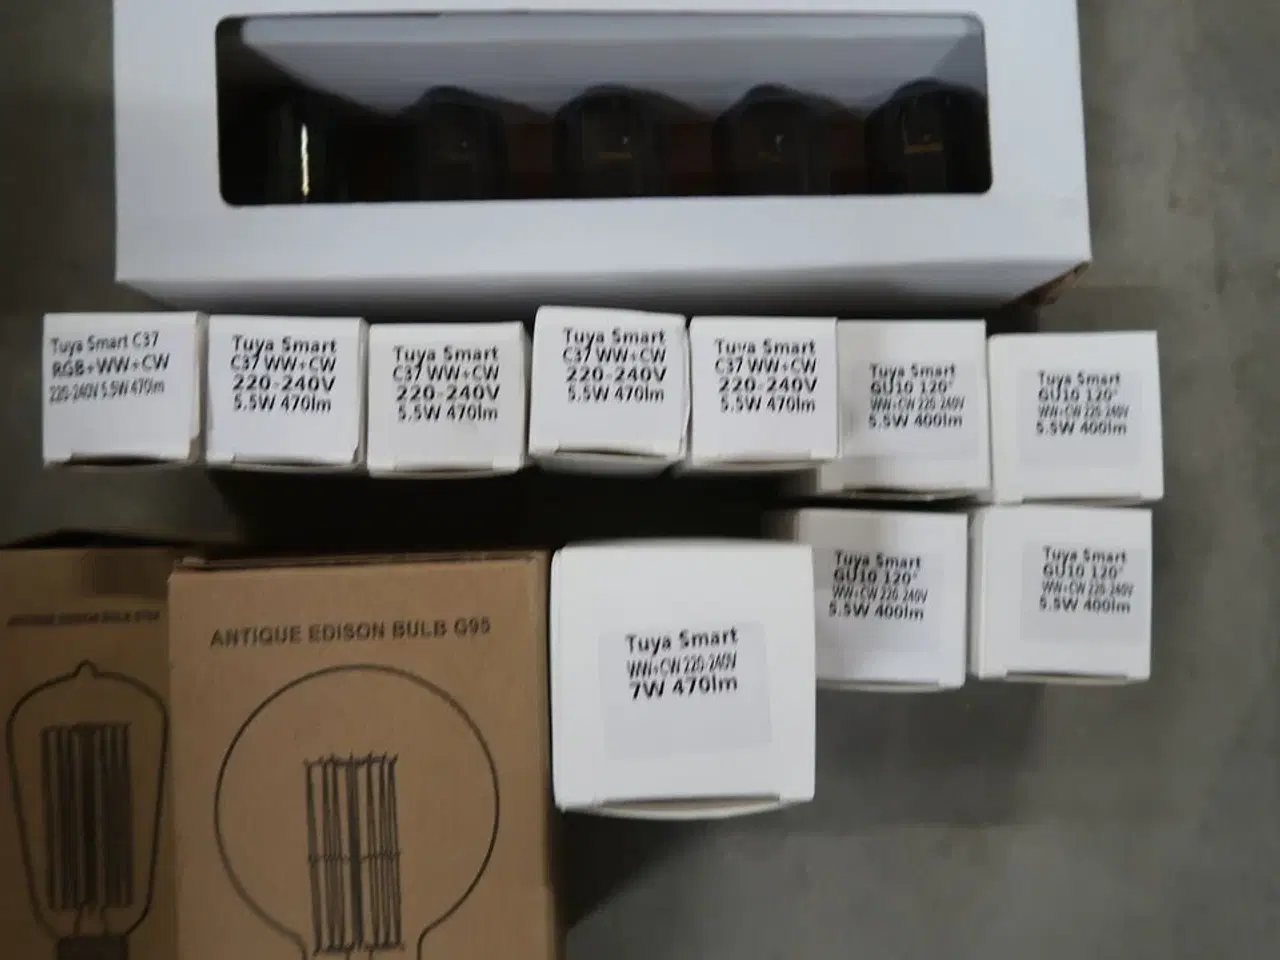 Tuya Smart C37
RGB+WW+CW
220-240V 5.5W 470lm
Tuya Smart
C37 WW+CW
220-240V
5.5W 470lm
Tuya Smart
C37 WW+CW
220-240V
5.5W 470lm
Tuya Smart
C37 WW+CW
220-240V
5.5W 470lm
Tuya Smart
C37 WW+CW
220-240V
5.5W 470lm
Tuya Smart
GU10 120°
WW+CW 220-240V
5.5W 400lm
Tuya Smart
GU10 120°
WW+CW 220-240V
5.5W 400lm
Tuya Smart
GU10 120°
WW+CW 220-240V
5.5W 400lm
Tuya Smart
GU10 120°
WW+CW 220-240V
5.5W 400lm
ANTIQUE EDISON BULB
ANTIQUE EDISON BULB G95
Tuya Smart
WW+CW 220-240V
7W 470lm